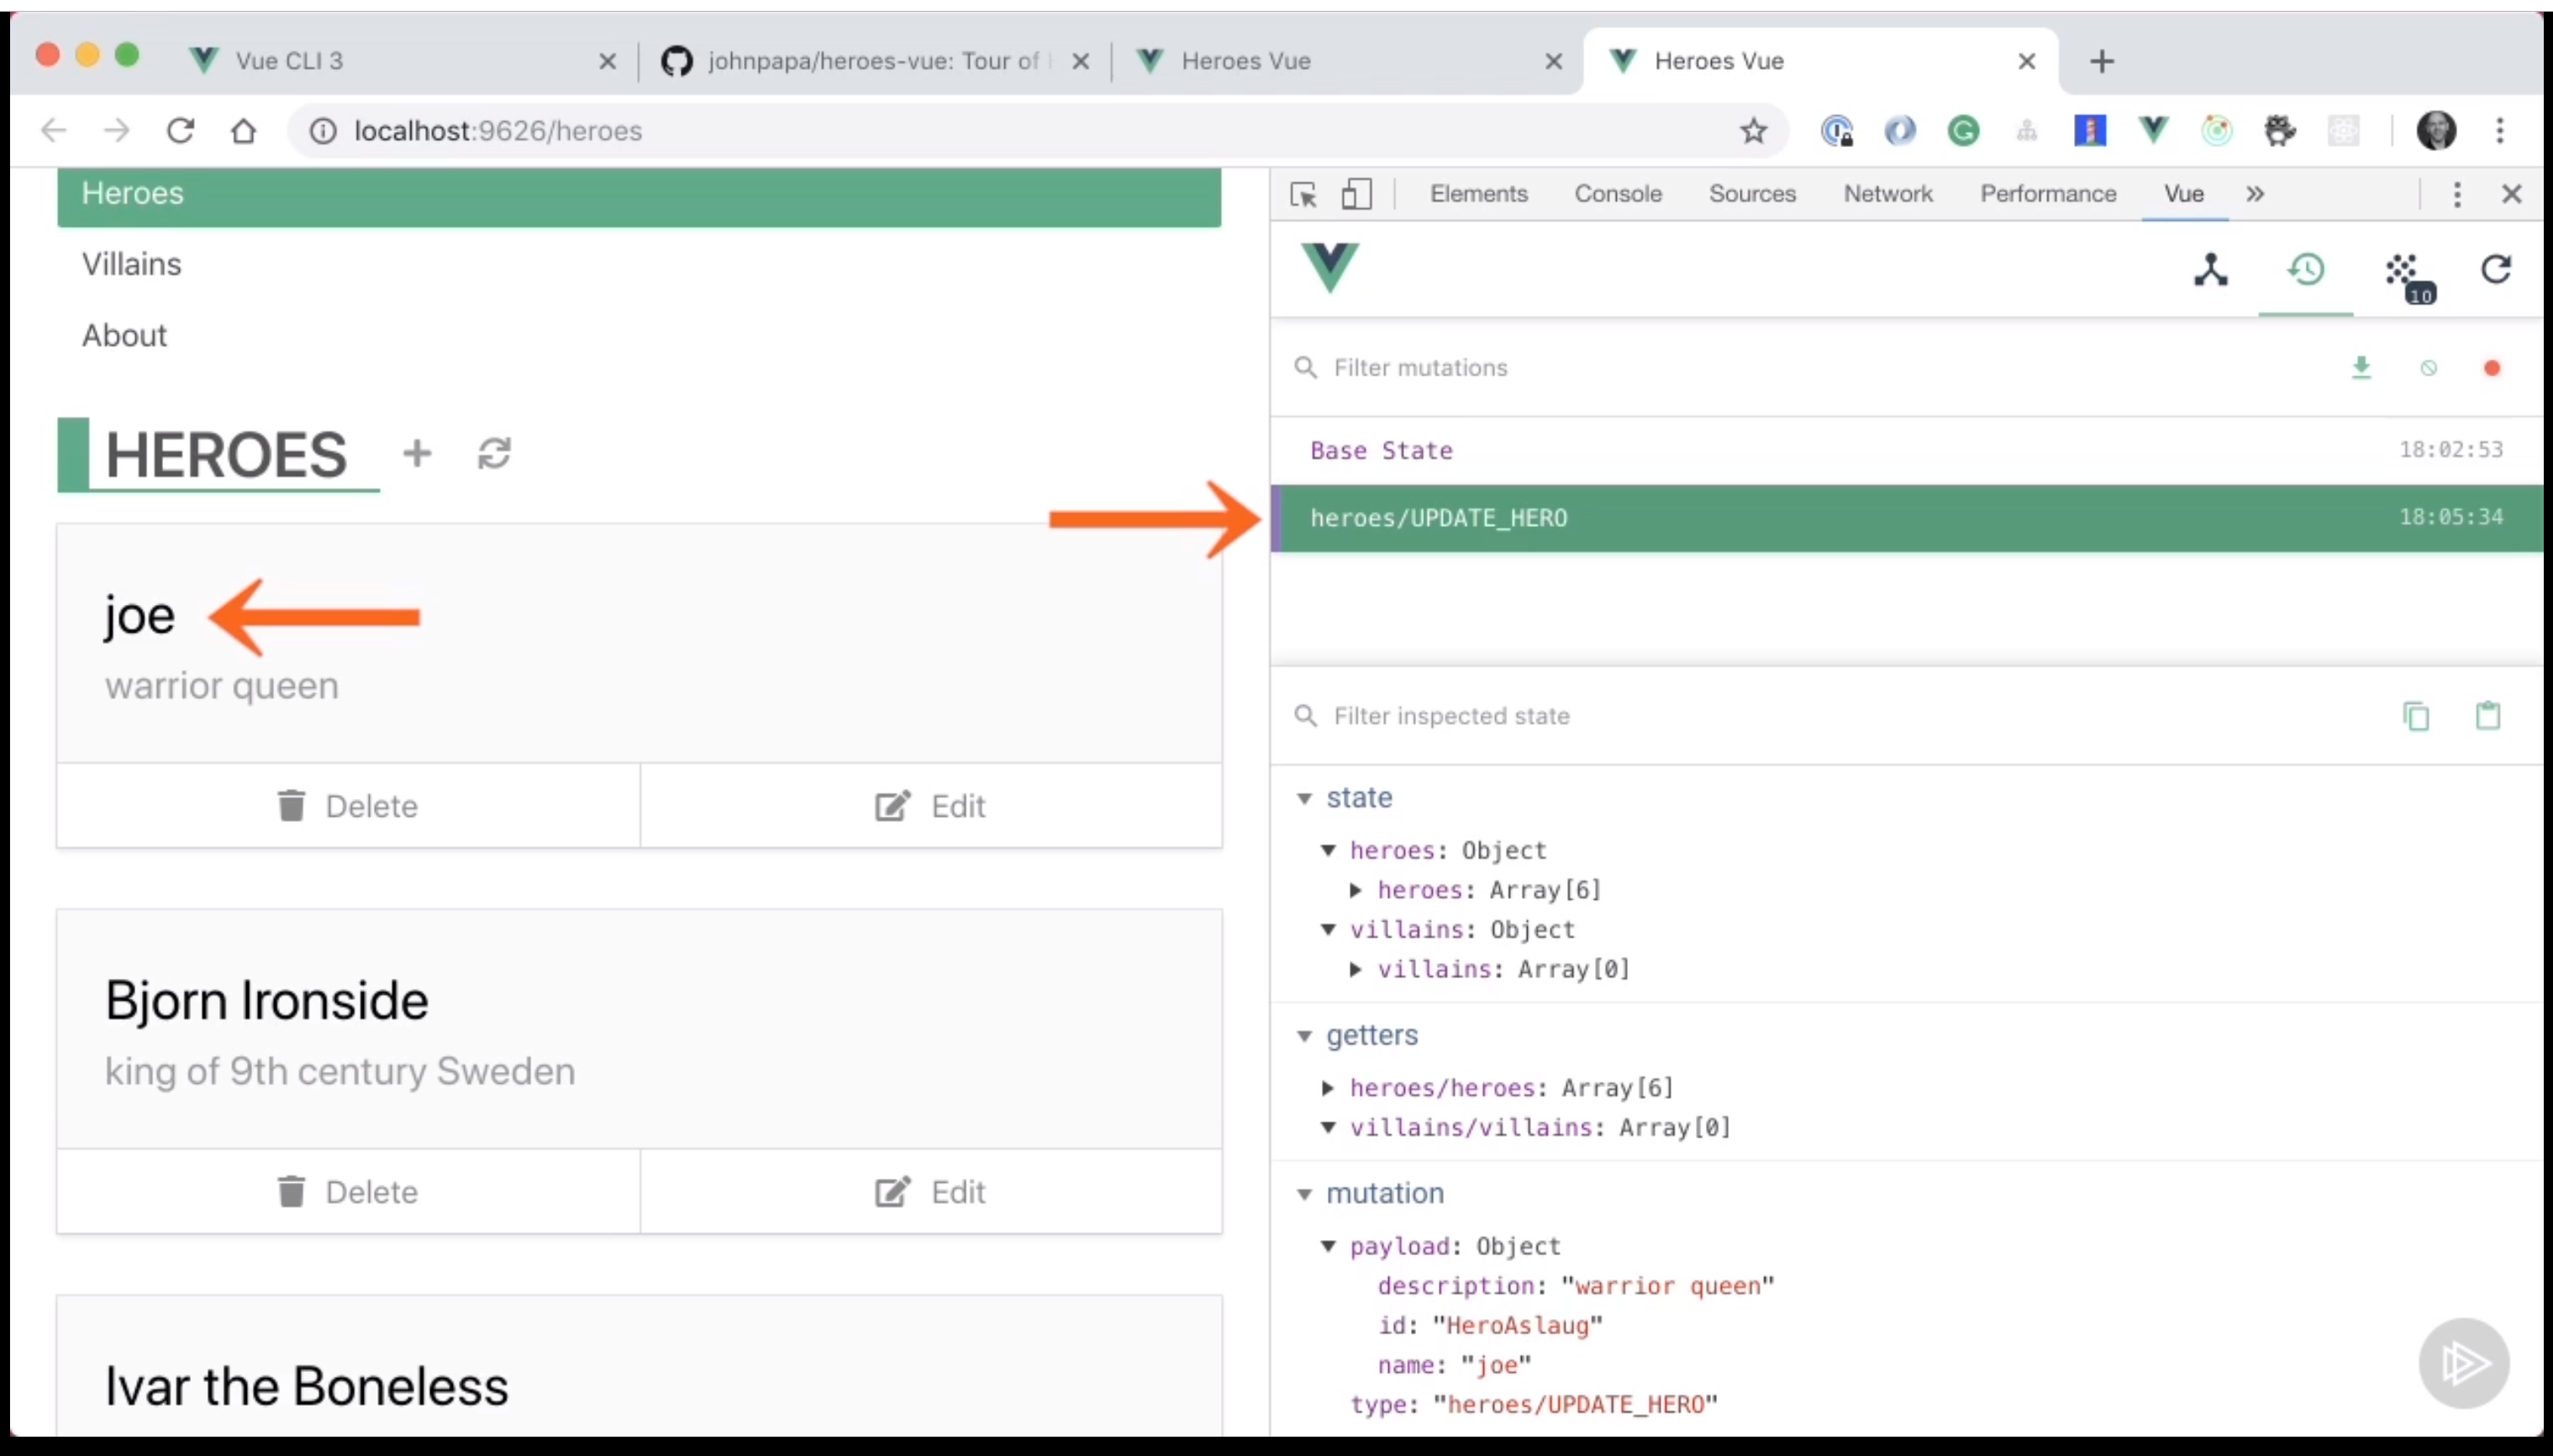 Vue CLI 3
johnpapa/heroes-vue: Tour of
Heroes Vue
Heroes Vue
localhost:9626/heroes
Heroes
Villains
About
HEROES
joe
warrior queen
Delete
Edit
Bjorn Ironside
king of 9th century Sweden
Delete
Edit
Ivar the Boneless
Elements Console Sources Network Performance Vue »
10
Filter mutations
Base State 18:02:53
heroes/UPDATE_HERO 18:05:34
Filter inspected state
state
heroes: Object
heroes: Array[6]
villains: Object
villains: Array[0]
getters
heroes/heroes: Array[6]
villains/villains: Array[0]
mutation
payload: Object
description: "warrior queen"
id: "HeroAslaug"
name: "joe"
type: "heroes/UPDATE_HERO"